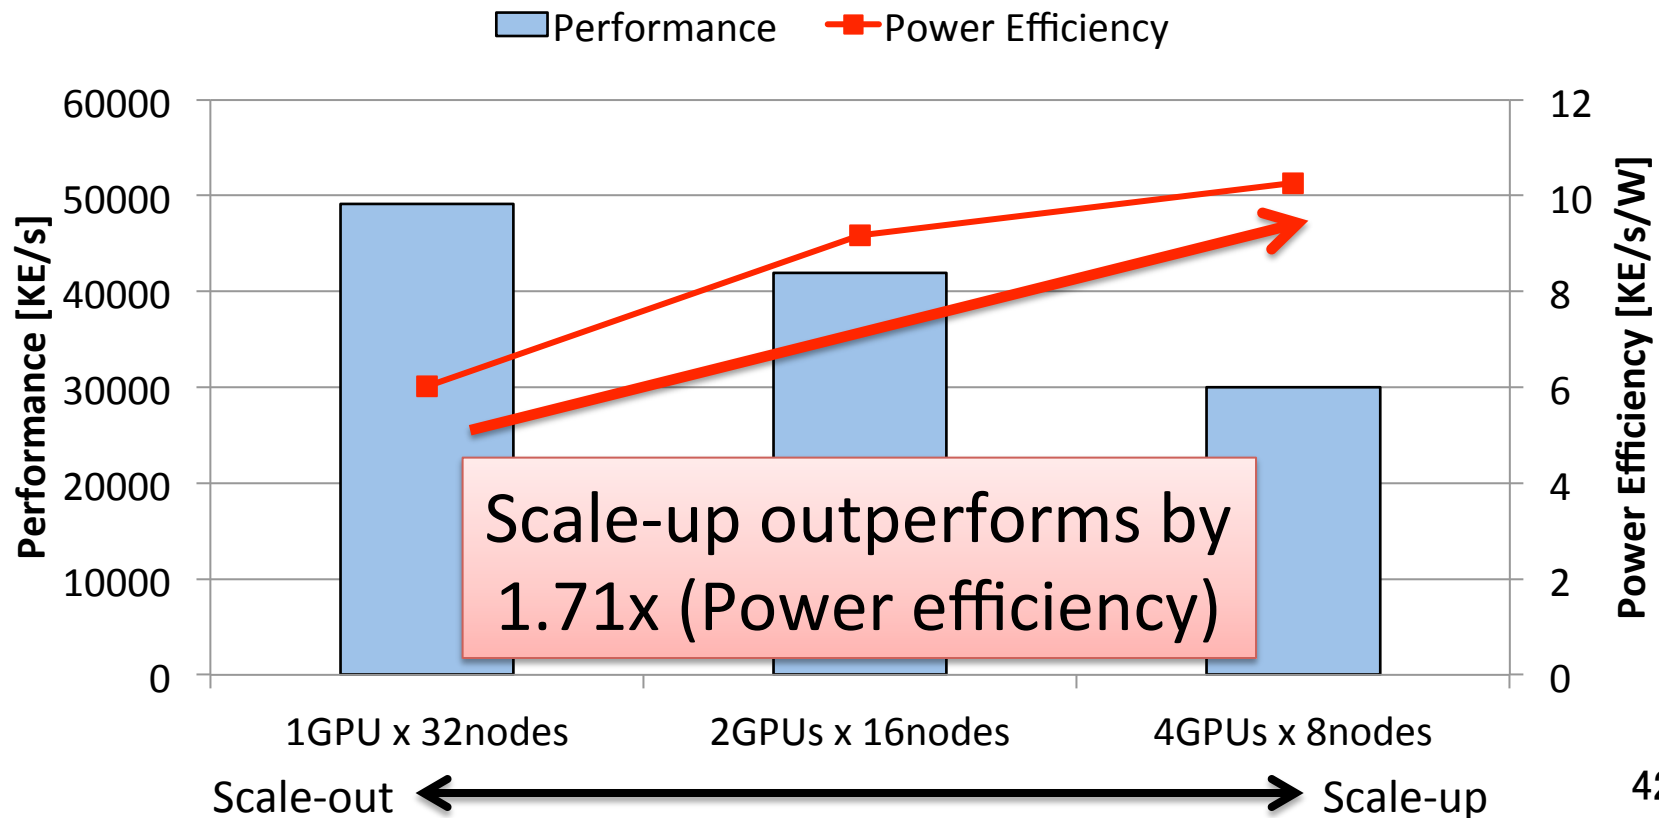 Performance Power Efficiency
60000
50000
40000
30000
20000
10000
0
Performance [KE/s]
12
10
8
6
4
2
0
Power Efficiency [KE/s/W]
Scale-up outperforms by
1.71x (Power efficiency)
1GPU x 32nodes 2GPUs x 16nodes 4GPUs x 8nodes
Scale-out Scale-up
42